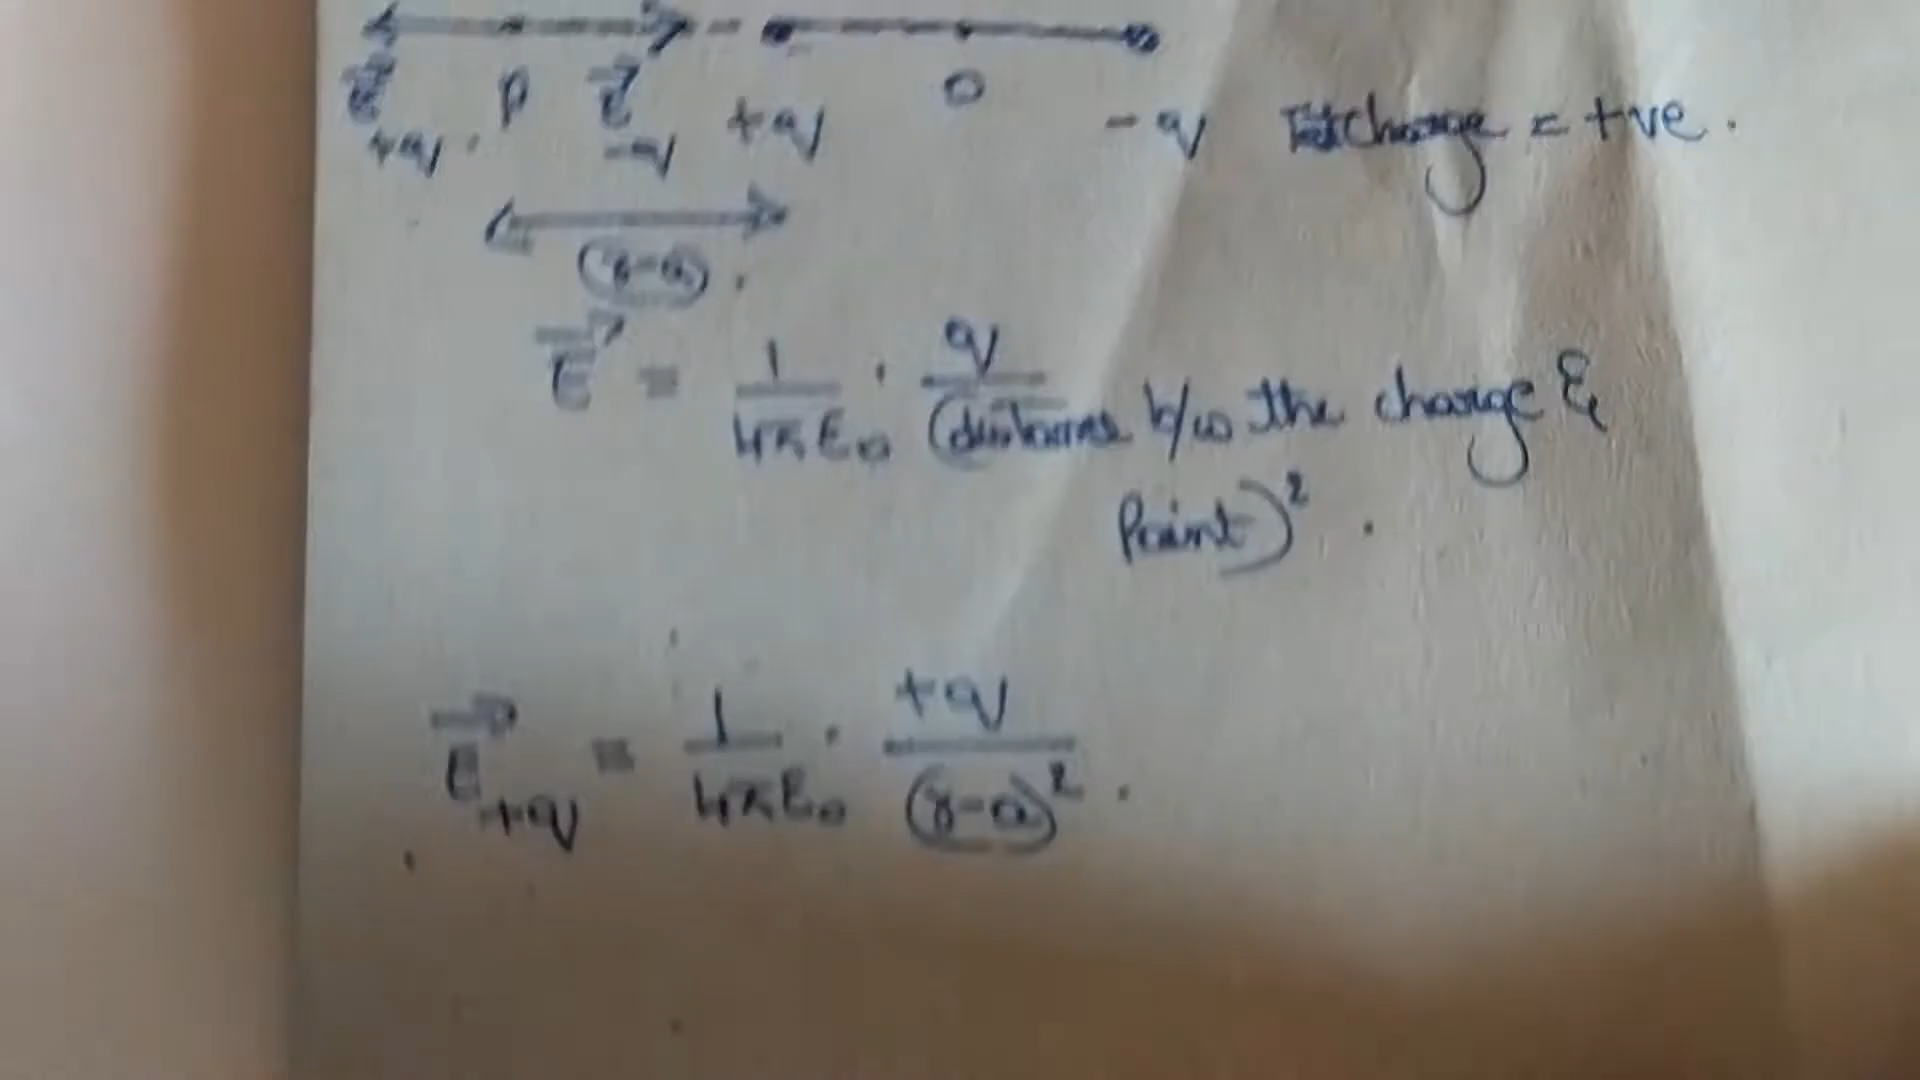 E⃗+q . P E⃗-q +q O -q Test charge = +ve.
(r-a).
E⃗ = 1/4πε0 · q/(distance b/w the charge &
Point)².
E⃗+q = 1/4πε0 · +q/(r-a)².